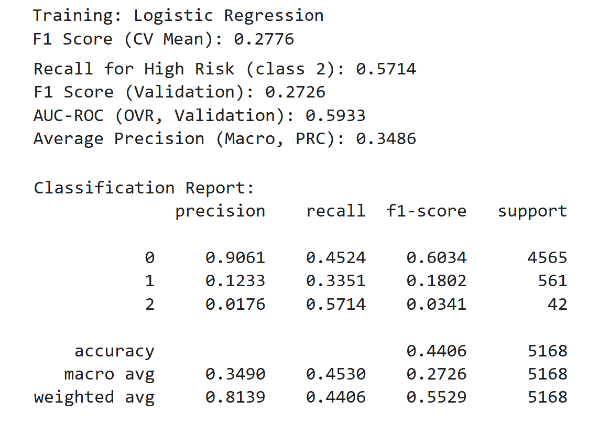 Training: Logistic Regression
F1 Score (CV Mean): 0.2776
Recall for High Risk (class 2): 0.5714
F1 Score (Validation): 0.2726
AUC-ROC (OVR, Validation): 0.5933
Average Precision (Macro, PRC): 0.3486
Classification Report:
precision recall f1-score support
0 0.9061 0.4524 0.6034 4565
1 0.1233 0.3351 0.1802 561
2 0.0176 0.5714 0.0341 42
accuracy 0.4406 5168
macro avg 0.3490 0.4530 0.2726 5168
weighted avg 0.8139 0.4406 0.5529 5168